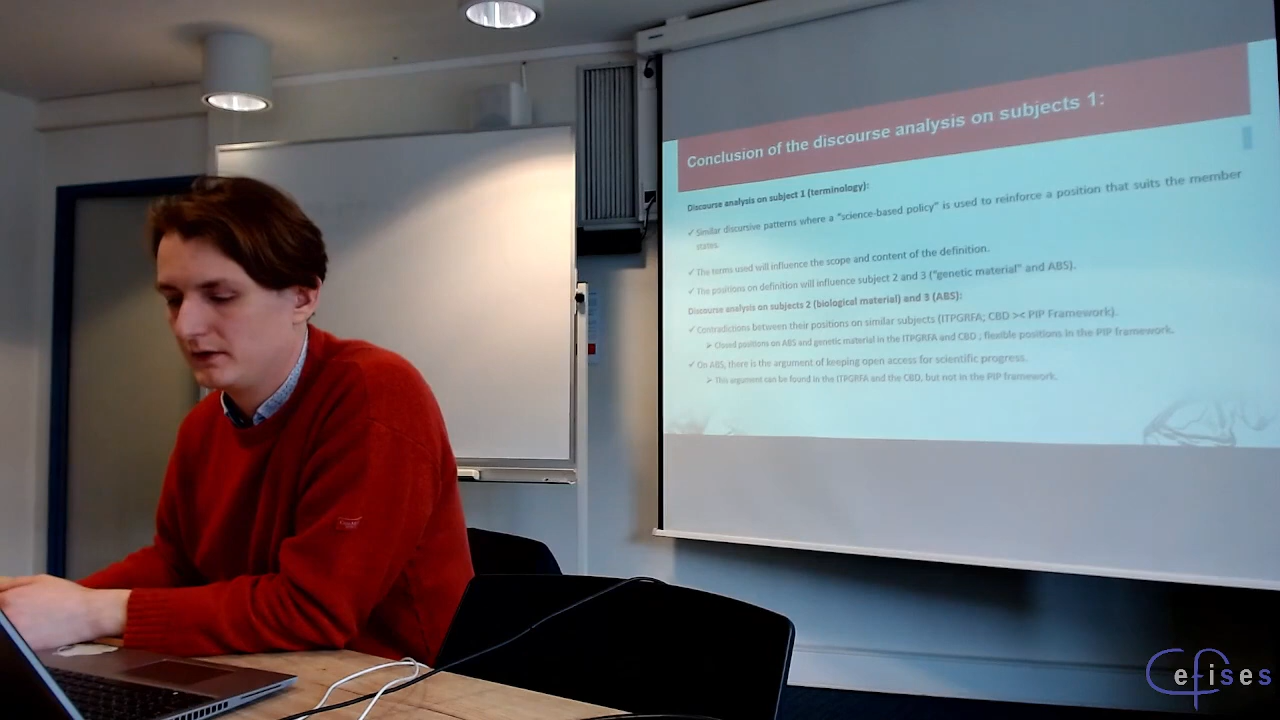 Conclusion of the discourse analysis on subjects 1:
Discourse analysis on subject 1 (terminology):
✓ Similar discursive patterns where a "science-based policy" is used to reinforce a position that suits the member
states.
✓ The terms used will influence the scope and content of the definition.
✓ The positions on definition will influence subject 2 and 3 ("genetic material" and ABS).
Discourse analysis on subjects 2 (biological material) and 3 (ABS):
✓ Contradictions between their positions on similar subjects (ITPGRFA; CBD >< PIP Framework).
➢ Closed positions on ABS and genetic material in the ITPGRFA and CBD ; flexible positions in the PIP framework.
✓ On ABS, there is the argument of keeping open access for scientific progress.
➢ This argument can be found in the ITPGRFA and the CBD, but not in the PIP framework.
Cefises